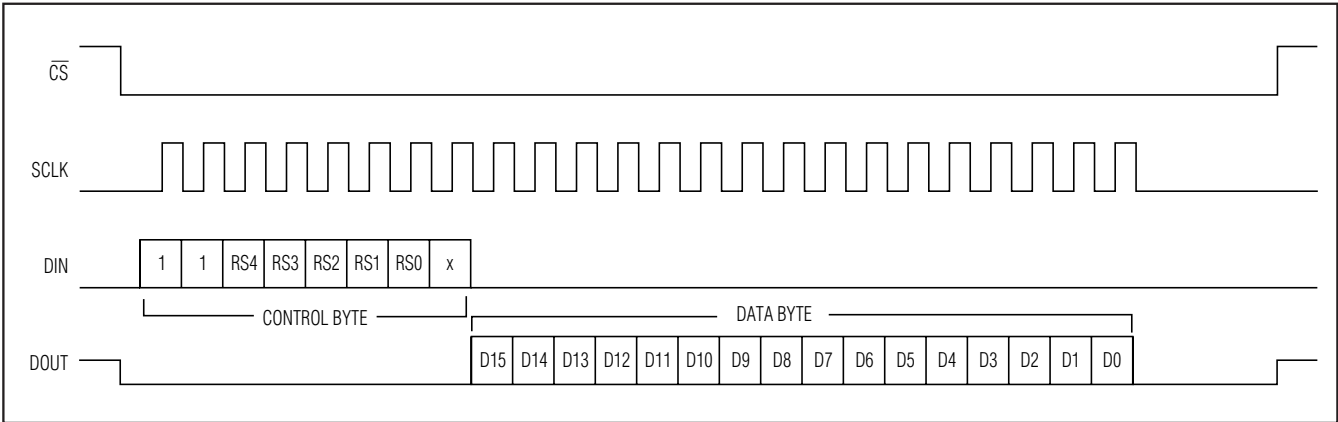 C̅S̅
SCLK
DIN 1 1 RS4 RS3 RS2 RS1 RS0 x
CONTROL BYTE DATA BYTE
DOUT D15 D14 D13 D12 D11 D10 D9 D8 D7 D6 D5 D4 D3 D2 D1 D0